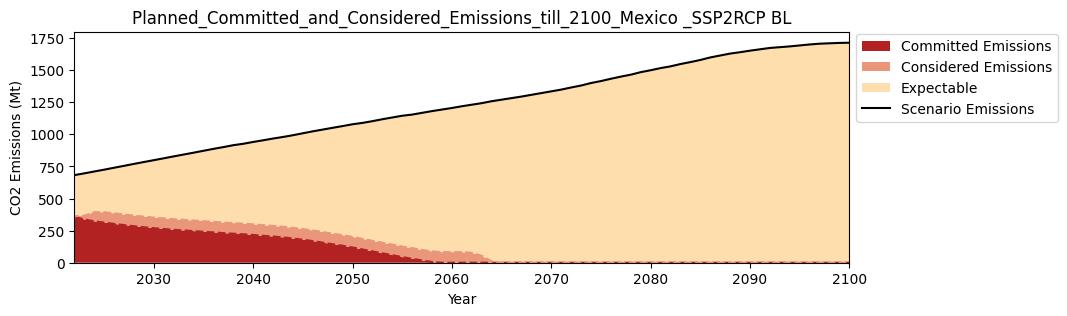 Planned_Committed_and_Considered_Emissions_till_2100_Mexico _SSP2RCP BL
CO2 Emissions (Mt)
1750
1500
1250
1000
750
500
250
0
2030 2040 2050 2060 2070 2080 2090 2100
Year
Committed Emissions
Considered Emissions
Expectable
Scenario Emissions